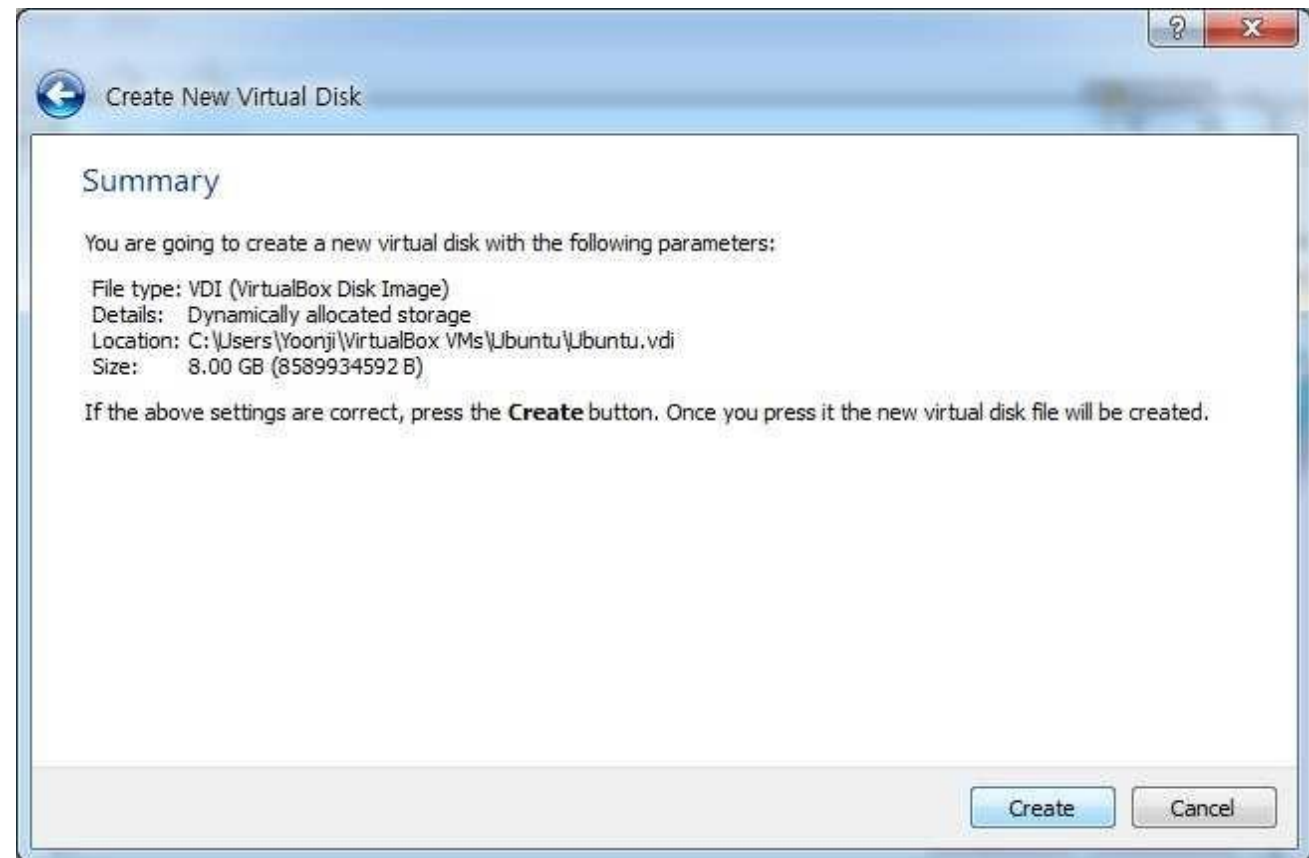 Create New Virtual Disk
Summary
You are going to create a new virtual disk with the following parameters:
File type: VDI (VirtualBox Disk Image)
Details: Dynamically allocated storage
Location: C:\Users\Yoonji\VirtualBox VMs\Ubuntu\Ubuntu.vdi
Size: 8.00 GB (8589934592 B)
If the above settings are correct, press the Create button. Once you press it the new virtual disk file will be created.
Create Cancel